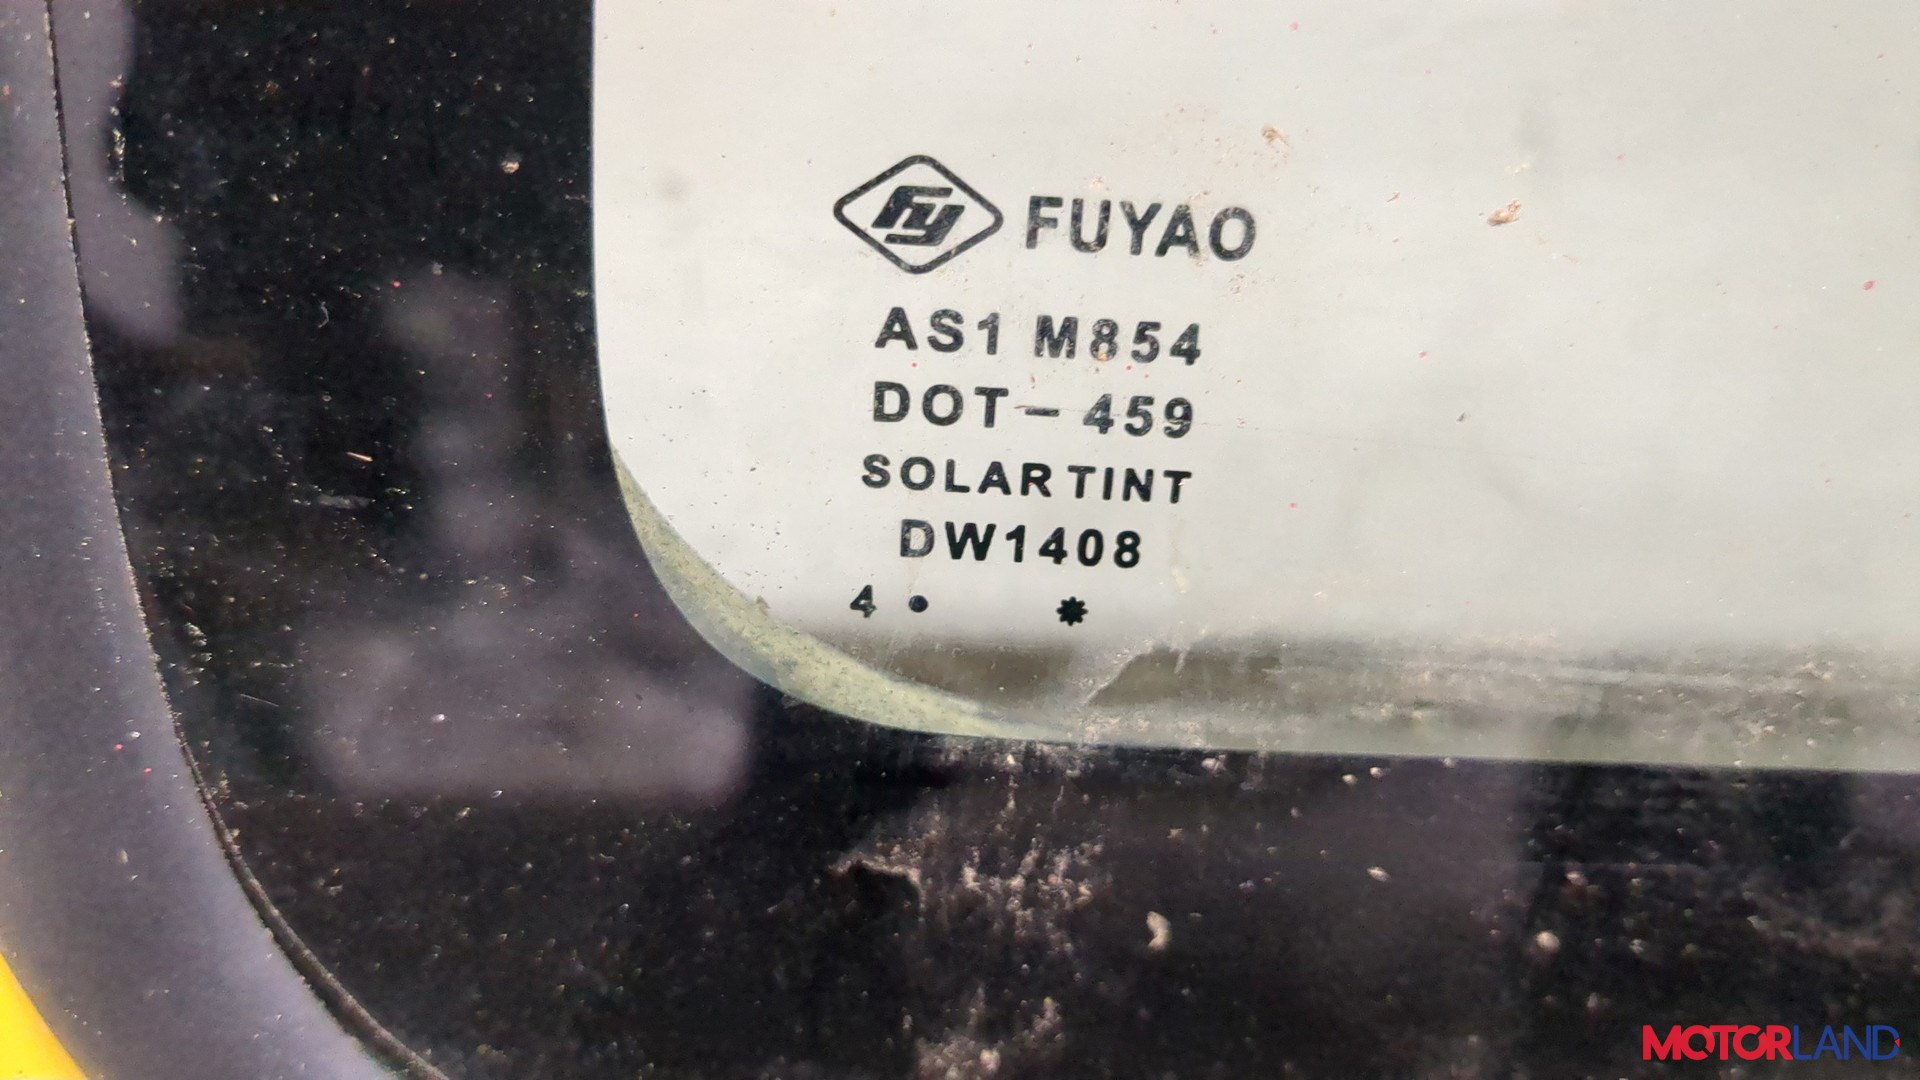 FY FUYAO
AS1 M854
DOT-459
SOLAR TINT
DW1408
4 • *
MOTORLAND